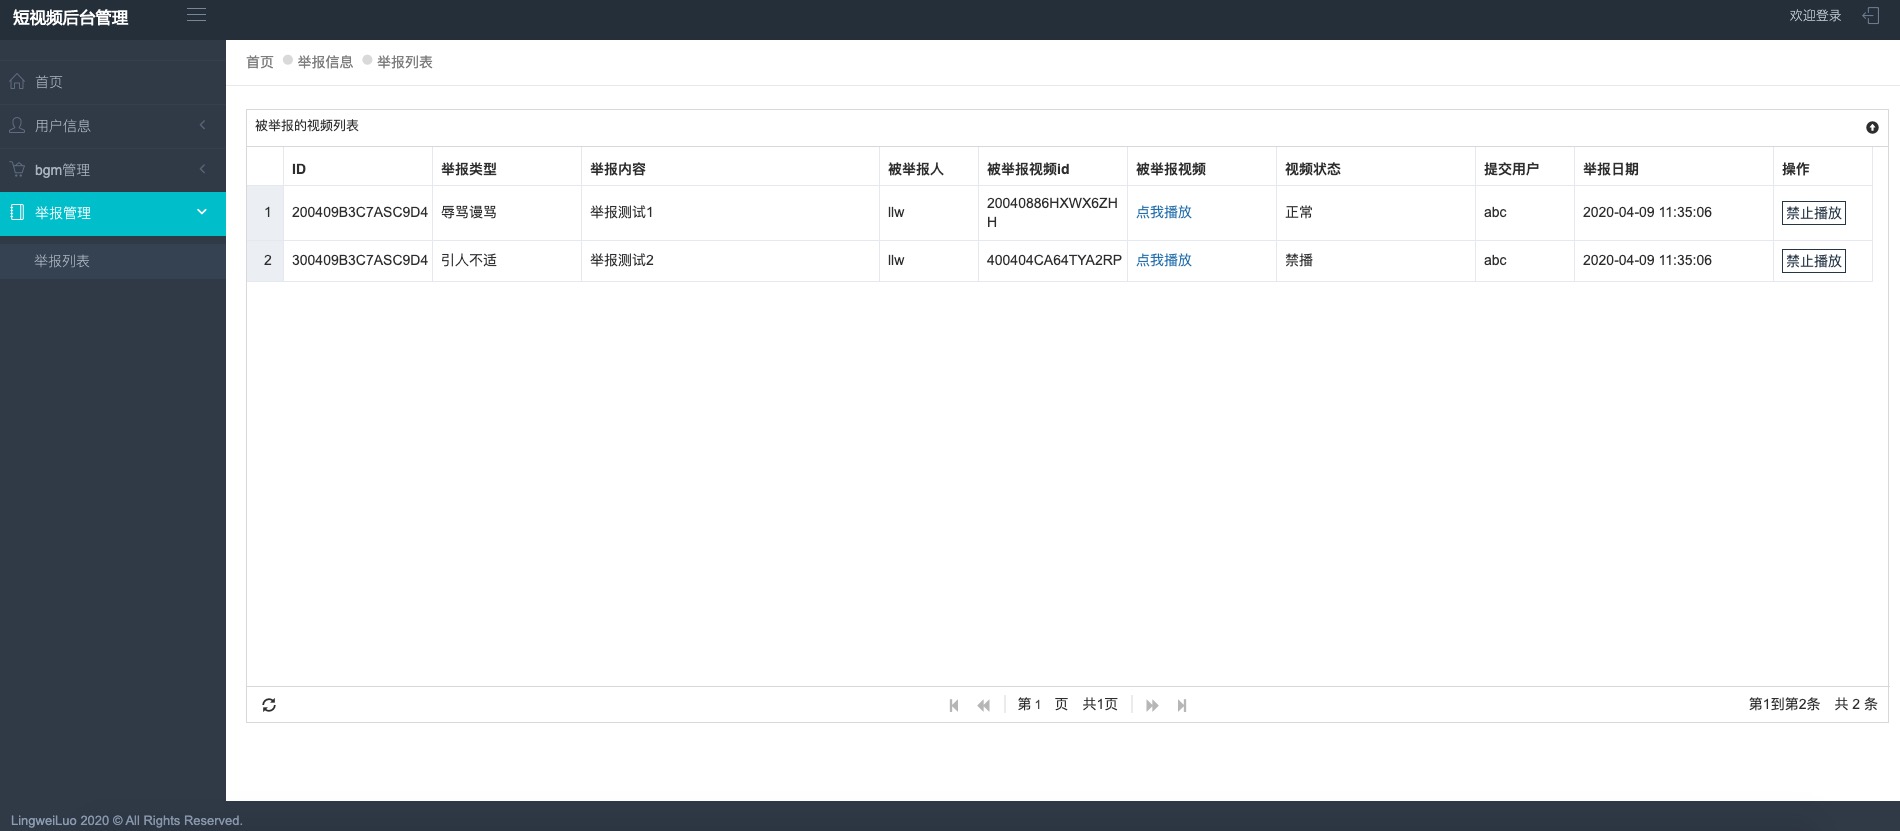 短视频后台管理
欢迎登录
首页
用户信息
bgm管理
举报管理
举报列表
首页 举报信息 举报列表
被举报的视频列表
ID 举报类型 举报内容 被举报人 被举报视频id 被举报视频 视频状态 提交用户 举报日期 操作
1 200409B3C7ASC9D4 辱骂谩骂 举报测试1 llw 20040886HXWX6ZH 点我播放 正常 abc 2020-04-09 11:35:06 禁止播放
H
2 300409B3C7ASC9D4 引人不适 举报测试2 llw 400404CA64TYA2RP 点我播放 禁播 abc 2020-04-09 11:35:06 禁止播放
第 1 页 共1页
第1到第2条 共 2 条
LingweiLuo 2020 © All Rights Reserved.